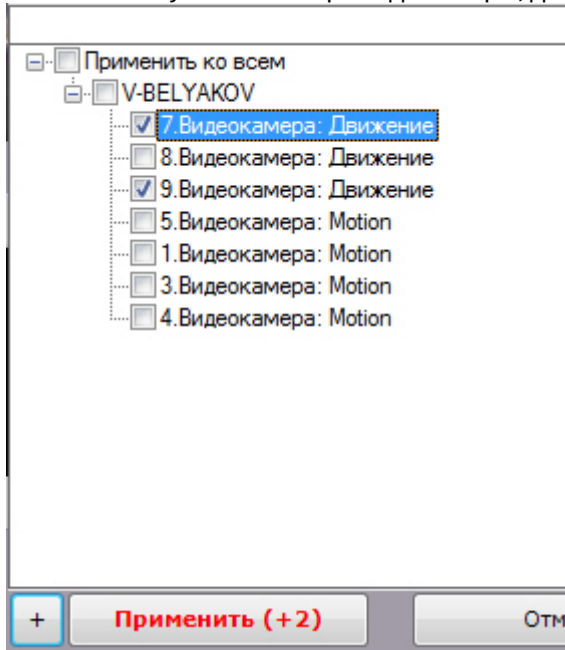 Применить ко всем
V-BELYAKOV
7.Видеокамера: Движение
8.Видеокамера: Движение
9.Видеокамера: Движение
5.Видеокамера: Motion
1.Видеокамера: Motion
3.Видеокамера: Motion
4.Видеокамера: Motion
+ Применить (+2) Отм